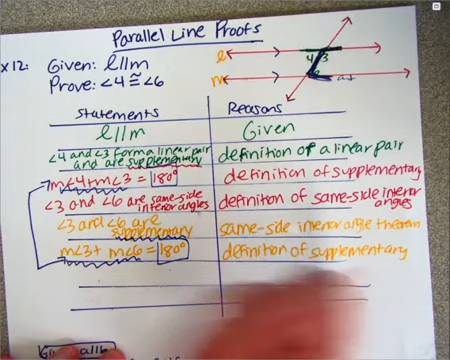 Parallel Line Proofs
x 12: Given: l||m
Prove: ∠4 ≅ ∠6
l
m
4 3
Statements Reasons
l||m Given
∠4 and ∠3 form a linear pair and are supplementary definition of a linear pair
m∠4+m∠3 = 180° definition of supplementary
∠3 and ∠6 are same-side interior angles definition of same-side interior angles
∠3 and ∠6 are supplementary same-side interior angle theorem
m∠3+ m∠6 = 180° definition of supplementary